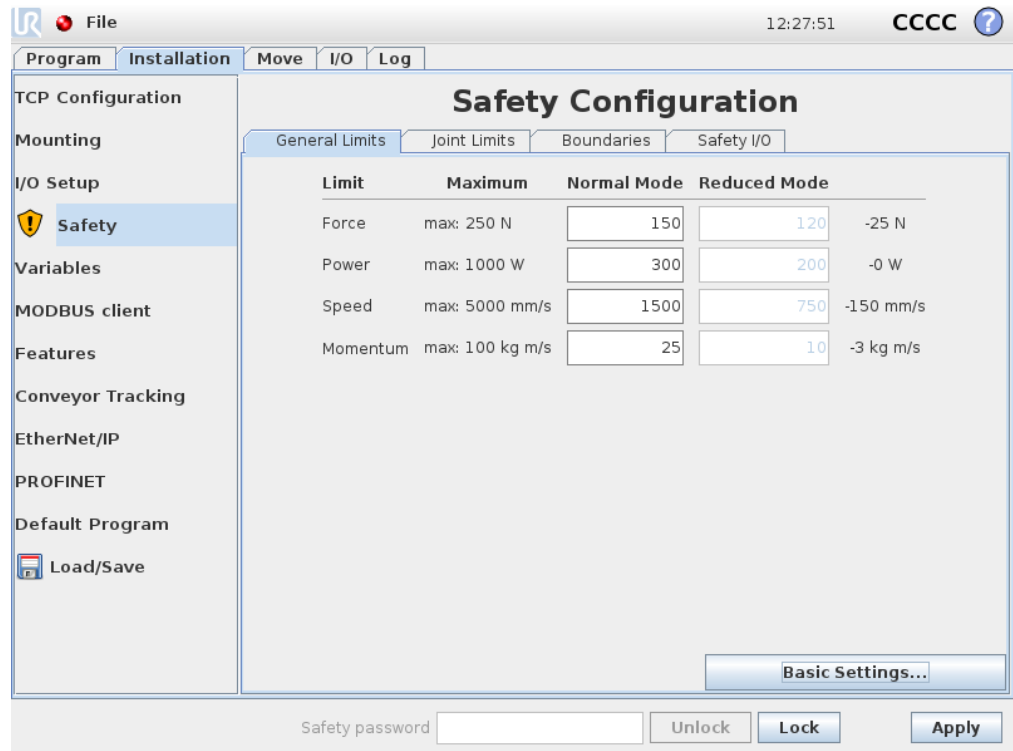 UR File 12:27:51 CCCC ?
Program Installation Move I/O Log
TCP Configuration
Mounting
I/O Setup
Safety
Variables
MODBUS client
Features
Conveyor Tracking
EtherNet/IP
PROFINET
Default Program
Load/Save
Safety Configuration
General Limits Joint Limits Boundaries Safety I/O
Limit Maximum Normal Mode Reduced Mode
Force max: 250 N 150 120 -25 N
Power max: 1000 W 300 200 -0 W
Speed max: 5000 mm/s 1500 750 -150 mm/s
Momentum max: 100 kg m/s 25 10 -3 kg m/s
Basic Settings...
Safety password Unlock Lock Apply